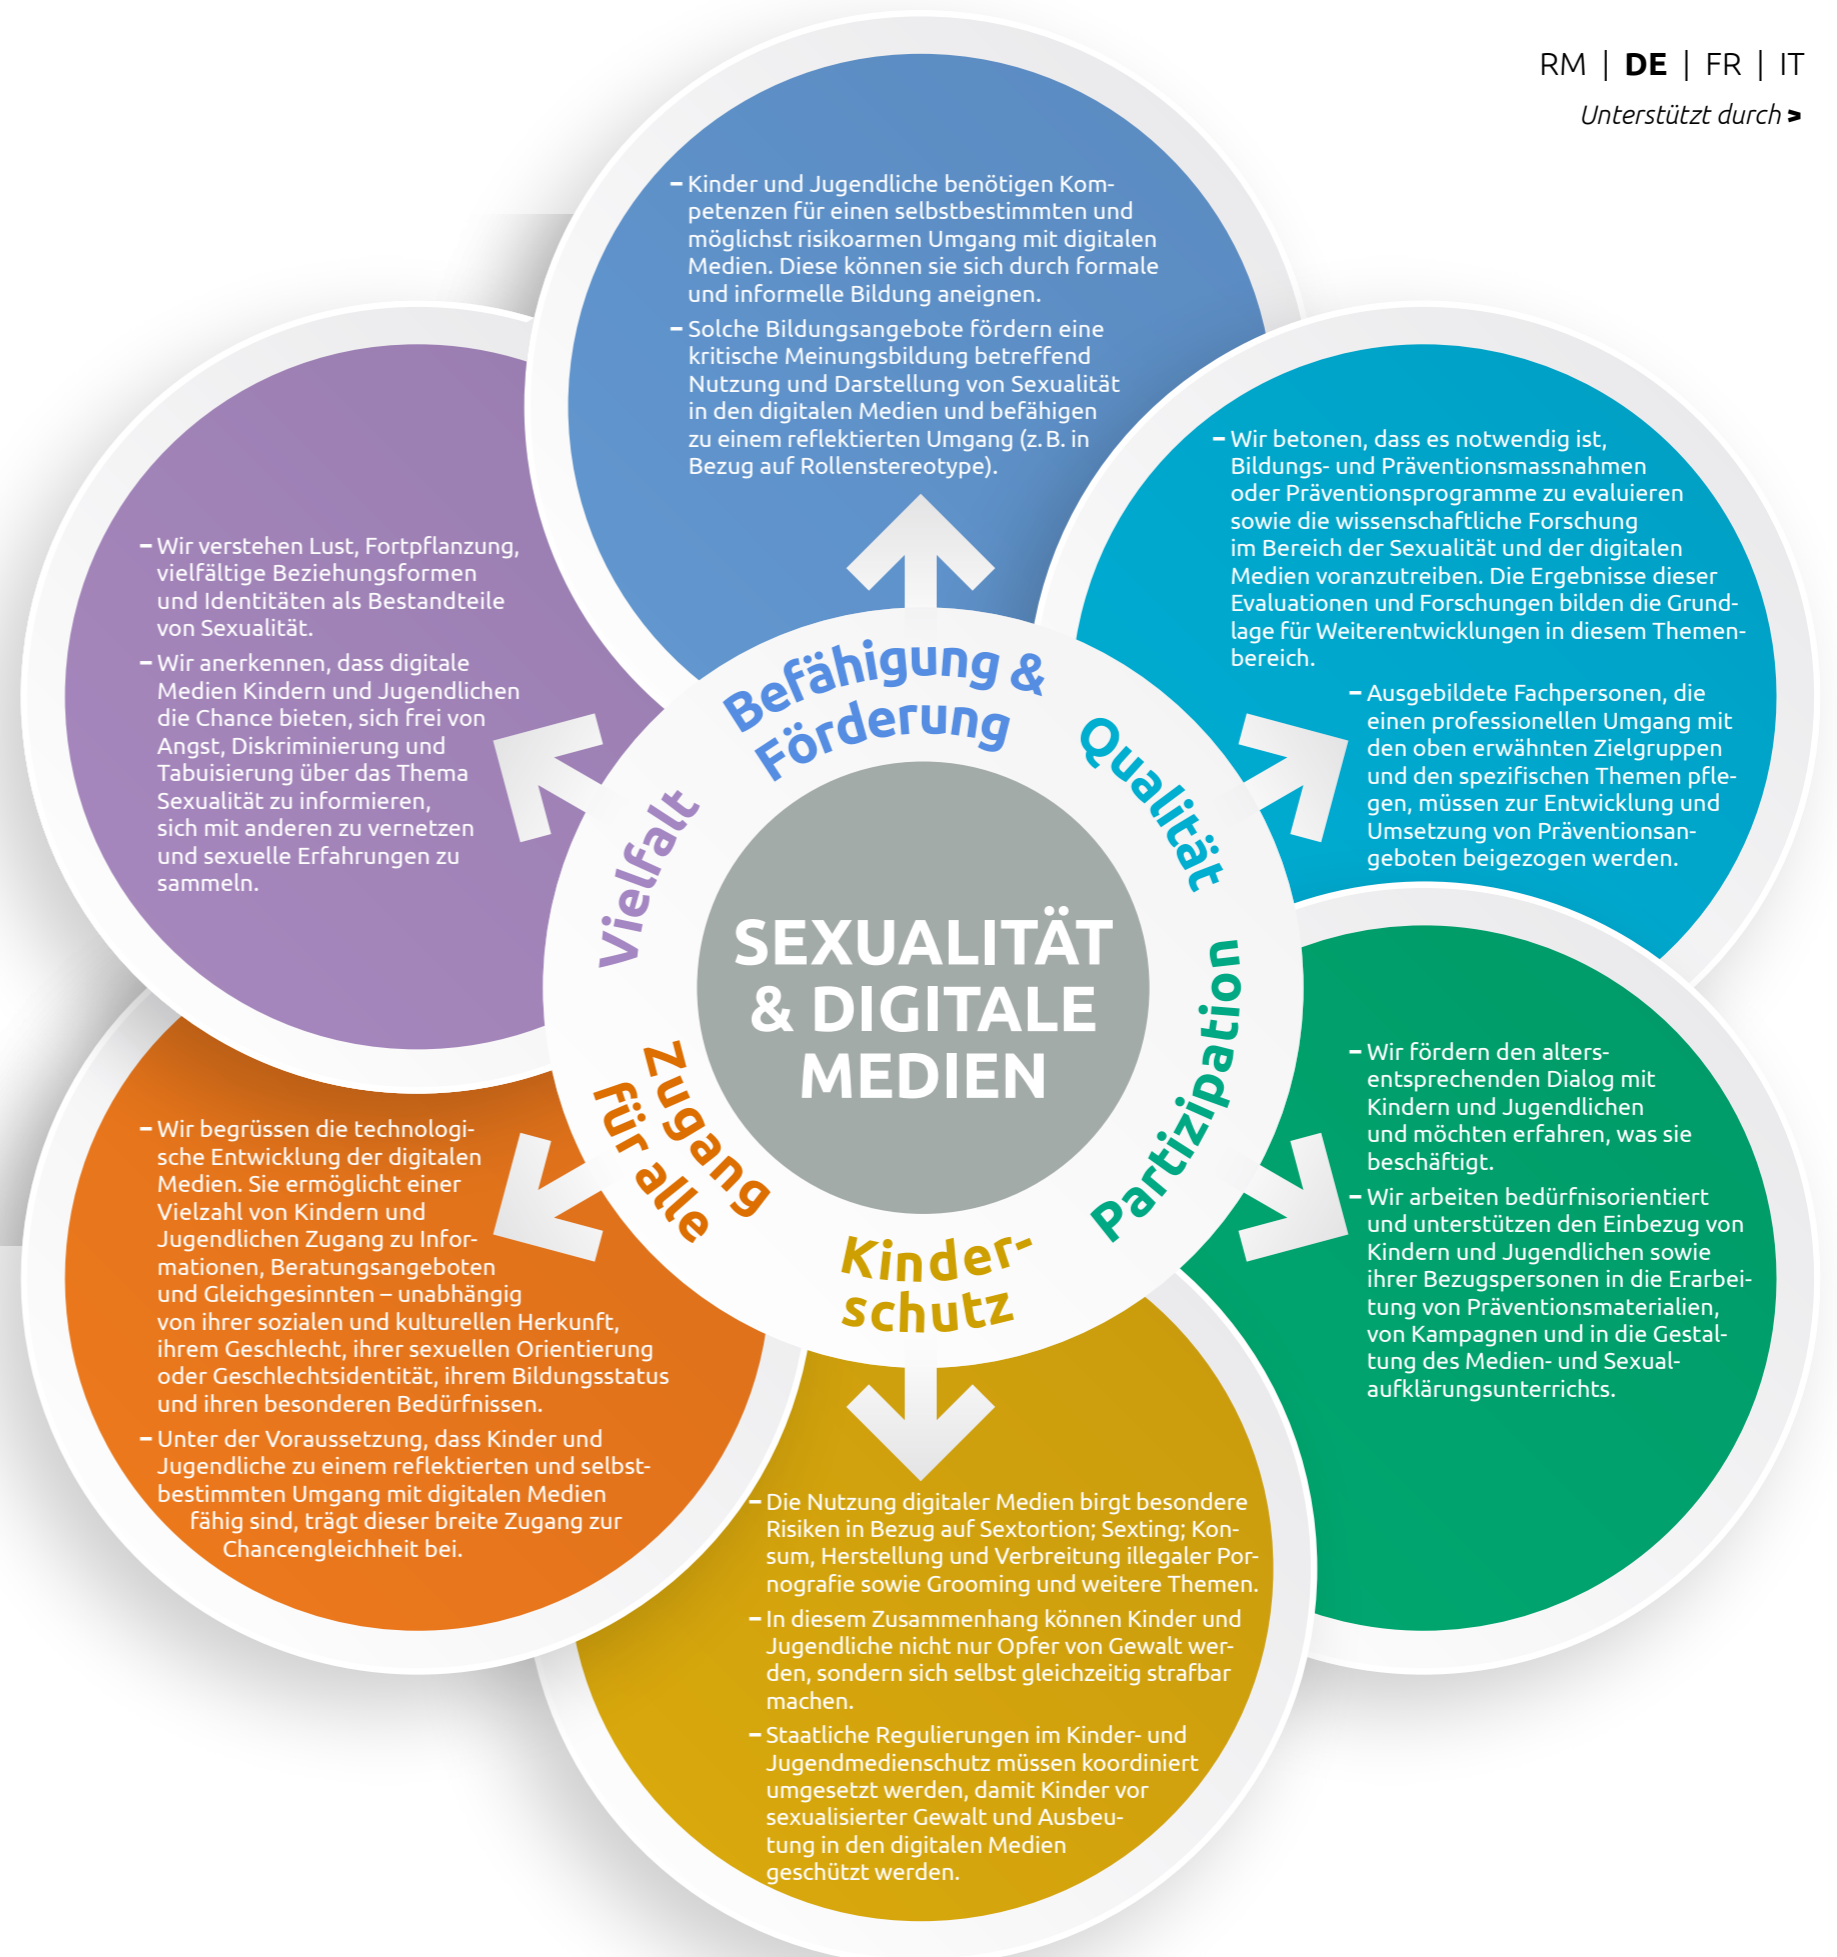 RM | DE | FR | IT
Unterstützt durch >
– Kinder und Jugendliche benötigen Kom-
petenzen für einen selbstbestimmten und
möglichst risikoarmen Umgang mit digitalen
Medien. Diese können sie sich durch formale
und informelle Bildung aneignen.
– Solche Bildungsangebote fördern eine
kritische Meinungsbildung betreffend
Nutzung und Darstellung von Sexualität
in den digitalen Medien und befähigen
zu einem reflektierten Umgang (z. B. in
Bezug auf Rollenstereotype).
– Wir betonen, dass es notwendig ist,
Bildungs- und Präventionsmassnahmen
oder Präventionsprogramme zu evaluieren
sowie die wissenschaftliche Forschung
im Bereich der Sexualität und der digitalen
Medien voranzutreiben. Die Ergebnisse dieser
Evaluationen und Forschungen bilden die Grund-
lage für Weiterentwicklungen in diesem Themen-
bereich.
– Ausgebildete Fachpersonen, die
einen professionellen Umgang mit
den oben erwähnten Zielgruppen
und den spezifischen Themen pfle-
gen, müssen zur Entwicklung und
Umsetzung von Präventionsan-
geboten beigezogen werden.
– Wir verstehen Lust, Fortpflanzung,
vielfältige Beziehungsformen
und Identitäten als Bestandteile
von Sexualität.
– Wir anerkennen, dass digitale
Medien Kindern und Jugendlichen
die Chance bieten, sich frei von
Angst, Diskriminierung und
Tabuisierung über das Thema
Sexualität zu informieren,
sich mit anderen zu vernetzen
und sexuelle Erfahrungen zu
sammeln.
Befähigung &
Förderung
Qualität
Vielfalt
SEXUALITÄT
& DIGITALE
MEDIEN
Partizipation
Zugang
für alle
Kinder-
schutz
– Wir fördern den alters-
entsprechenden Dialog mit
Kindern und Jugendlichen
und möchten erfahren, was sie
beschäftigt.
– Wir arbeiten bedürfnisorientiert
und unterstützen den Einbezug von
Kindern und Jugendlichen sowie
ihrer Bezugspersonen in die Erarbei-
tung von Präventionsmaterialien,
von Kampagnen und in die Gestal-
tung des Medien- und Sexual-
aufklärungsunterrichts.
– Wir begrüssen die technologi-
sche Entwicklung der digitalen
Medien. Sie ermöglicht einer
Vielzahl von Kindern und
Jugendlichen Zugang zu Infor-
mationen, Beratungsangeboten
und Gleichgesinnten – unabhängig
von ihrer sozialen und kulturellen Herkunft,
ihrem Geschlecht, ihrer sexuellen Orientierung
oder Geschlechtsidentität, ihrem Bildungsstatus
und ihren besonderen Bedürfnissen.
– Unter der Voraussetzung, dass Kinder und
Jugendliche zu einem reflektierten und selbst-
bestimmten Umgang mit digitalen Medien
fähig sind, trägt dieser breite Zugang zur
Chancengleichheit bei.
– Die Nutzung digitaler Medien birgt besondere
Risiken in Bezug auf Sextortion; Sexting; Kon-
sum, Herstellung und Verbreitung illegaler Por-
nografie sowie Grooming und weitere Themen.
– In diesem Zusammenhang können Kinder und
Jugendliche nicht nur Opfer von Gewalt wer-
den, sondern sich selbst gleichzeitig strafbar
machen.
– Staatliche Regulierungen im Kinder- und
Jugendmedienschutz müssen koordiniert
umgesetzt werden, damit Kinder vor
sexualisierter Gewalt und Ausbeu-
tung in den digitalen Medien
geschützt werden.